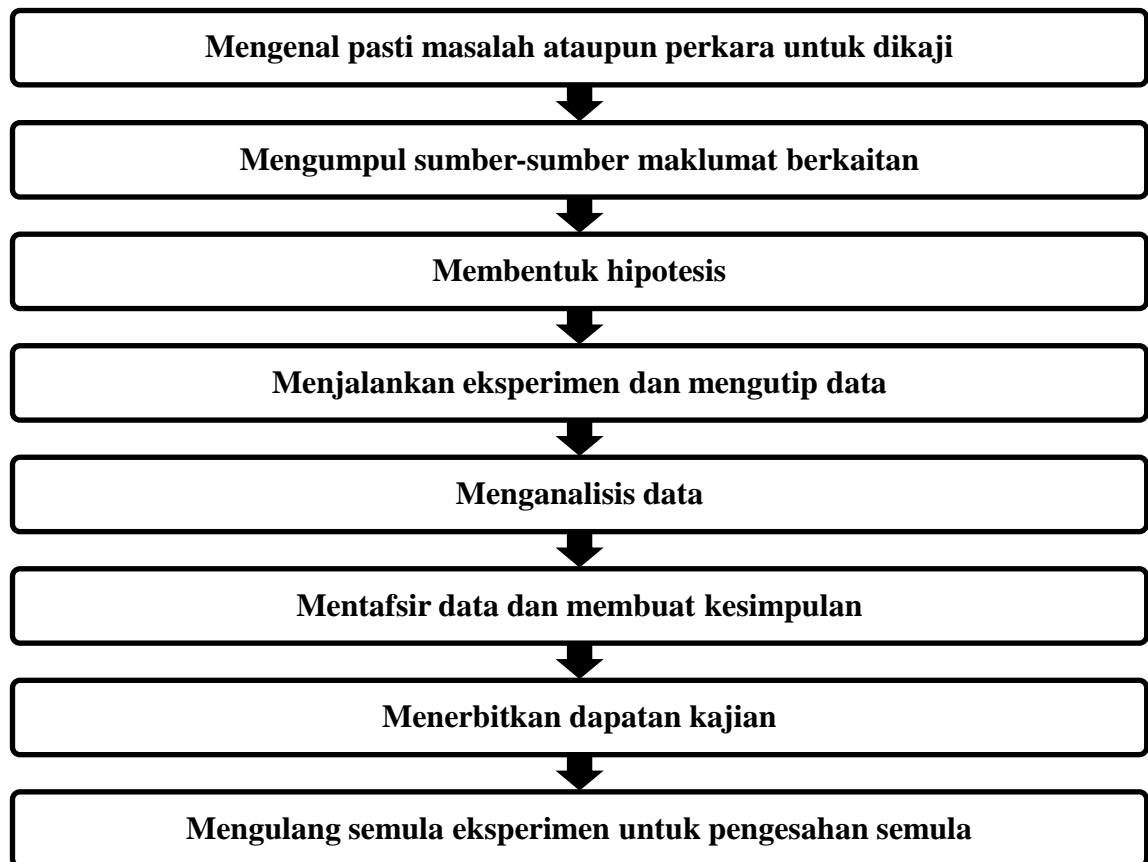 Mengenal pasti masalah ataupun perkara untuk dikaji
Mengumpul sumber-sumber maklumat berkaitan
Membentuk hipotesis
Menjalankan eksperimen dan mengutip data
Menganalisis data
Mentafsir data dan membuat kesimpulan
Menerbitkan dapatan kajian
Mengulang semula eksperimen untuk pengesahan semula